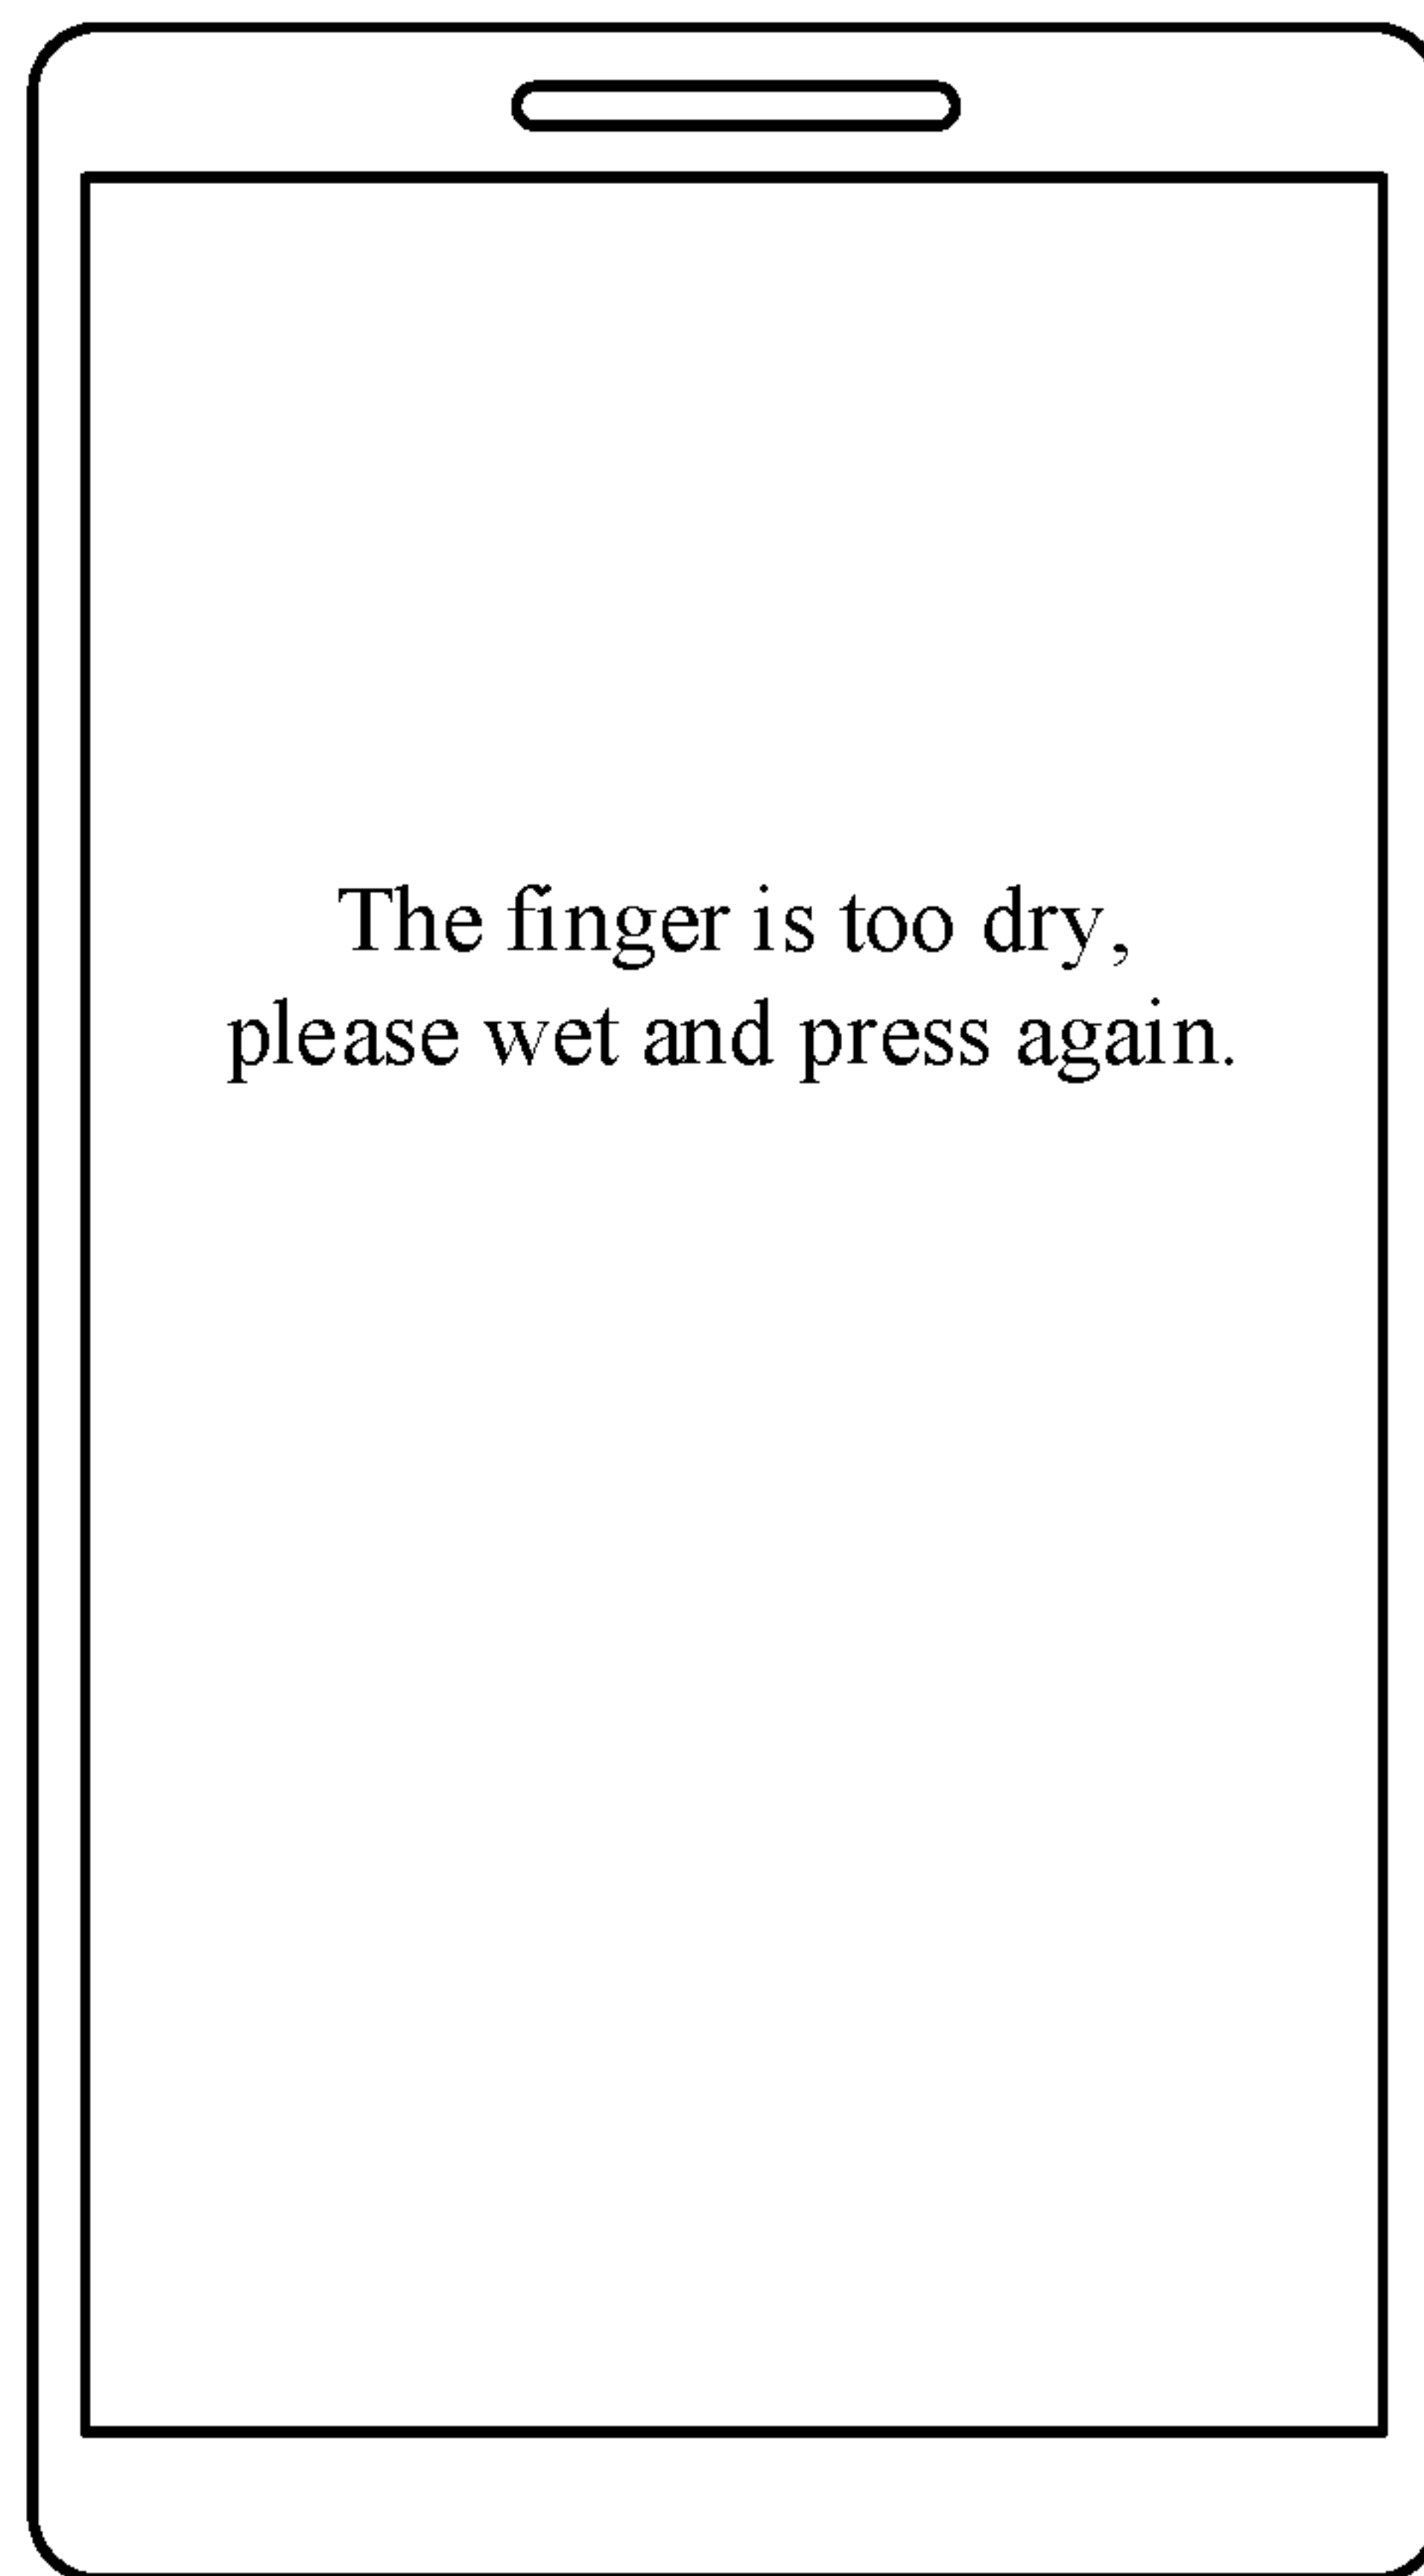 The finger is too dry,
please wet and press again.